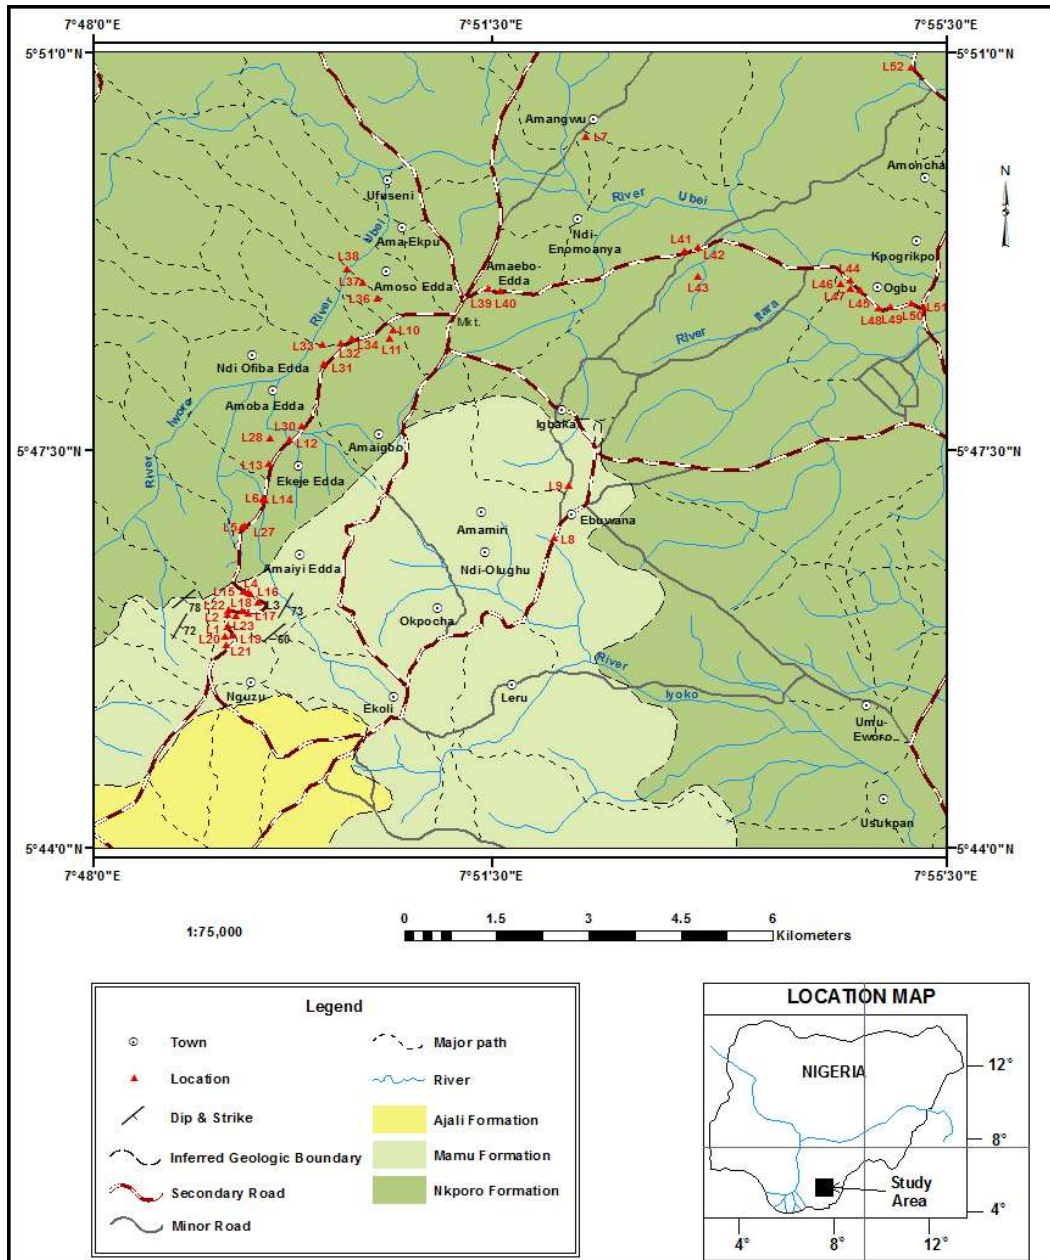 7°48'0"E 7°51'30"E 7°55'30"E
5°51'0"N 5°51'0"N
L52
Amangwu
L7
Amoncha
N
Ufuseni
River Ubei
Ubei
Ama-Ekpu
Ndi-
Enomoanya
Kpogrikpo
L38
L41
L42
Amaebo-
Edda
L37
Amoso Edda
L36
L43
L44
L46
Ogbu
L47
L45
L39 L40
River
L48 L49 L50 L51
Itara
River
Mkt.
L10
L11
L33 L34
L32
Ndi Ofiba Edda
L31
Iworo
Amoba Edda
Igbaka
L30
L28
L12
Amaigbo
5°47'30"N 5°47'30"N
River
L13
Ekeje Edda
L9
L6 L14
Amamiri
Ebuwana
L5
L27
L8
Ndi-Olughu
Amaiyi Edda
L4
L15 L16
L22 L18 L3
78 73
L2 L17
L1 L23
72
L20 L19 60
L21
Okpocha
River
Nguzu
Leru
Iyoko
Ekoli
Umu-
Eworo
Usukpan
5°44'0"N 5°44'0"N
7°48'0"E 7°51'30"E 7°55'30"E
1:75,000
0 1.5 3 4.5 6
Kilometers
Legend
Town
Location
Dip & Strike
Inferred Geologic Boundary
Secondary Road
Minor Road
Major path
River
Ajali Formation
Mamu Formation
Nkporo Formation
LOCATION MAP
NIGERIA
12°
8°
Study
Area
4°
4° 8° 12°